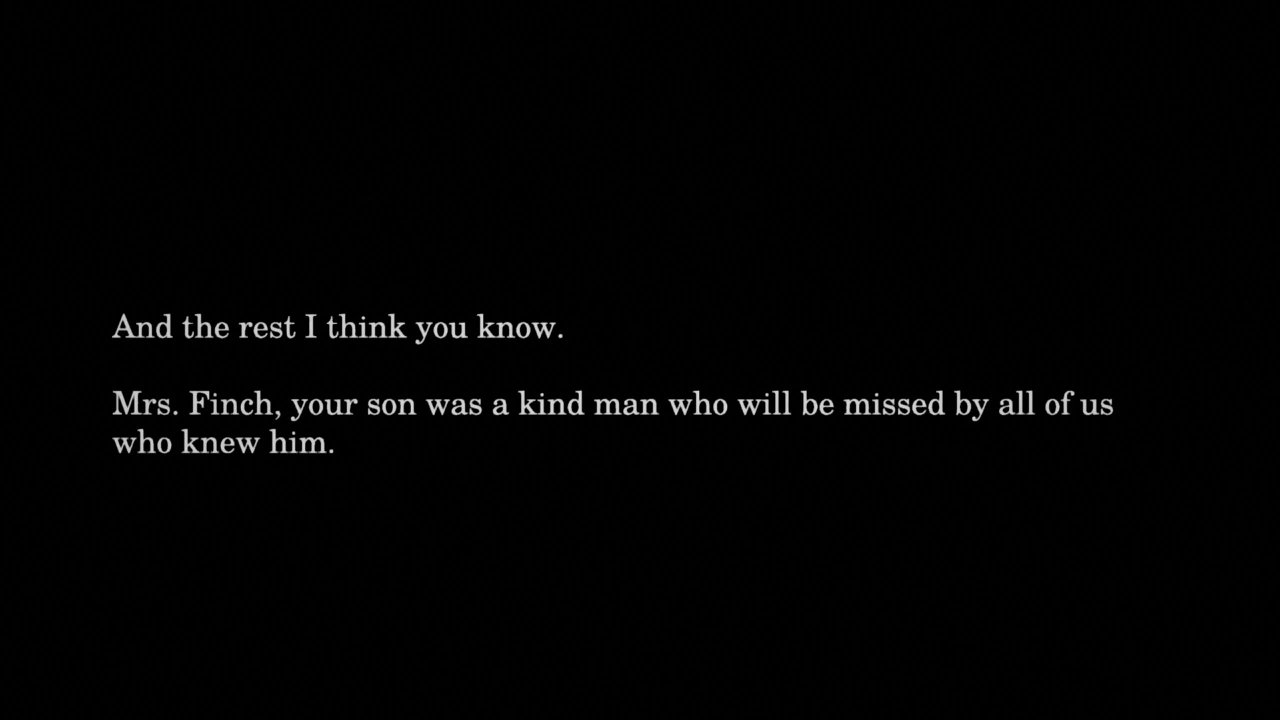 And the rest I think you know.
Mrs. Finch, your son was a kind man who will be missed by all of us
who knew him.